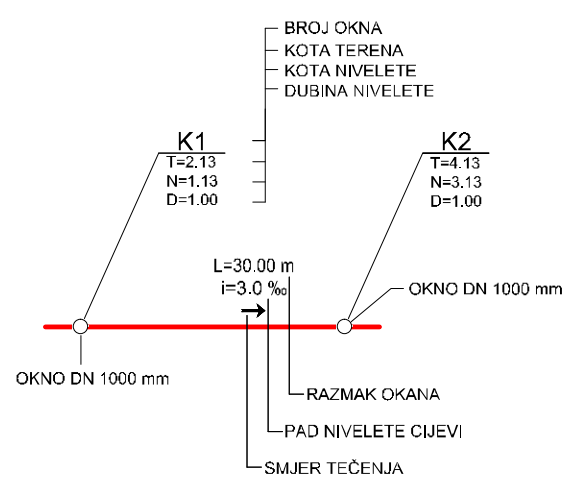 BROJ OKNA
KOTA TERENA
KOTA NIVELETE
DUBINA NIVELETE
K1
T=2.13
N=1.13
D=1.00
K2
T=4.13
N=3.13
D=1.00
L=30.00 m
i=3.0 ‰
OKNO DN 1000 mm
OKNO DN 1000 mm
RAZMAK OKANA
PAD NIVELETE CIJEVI
SMJER TEČENJA